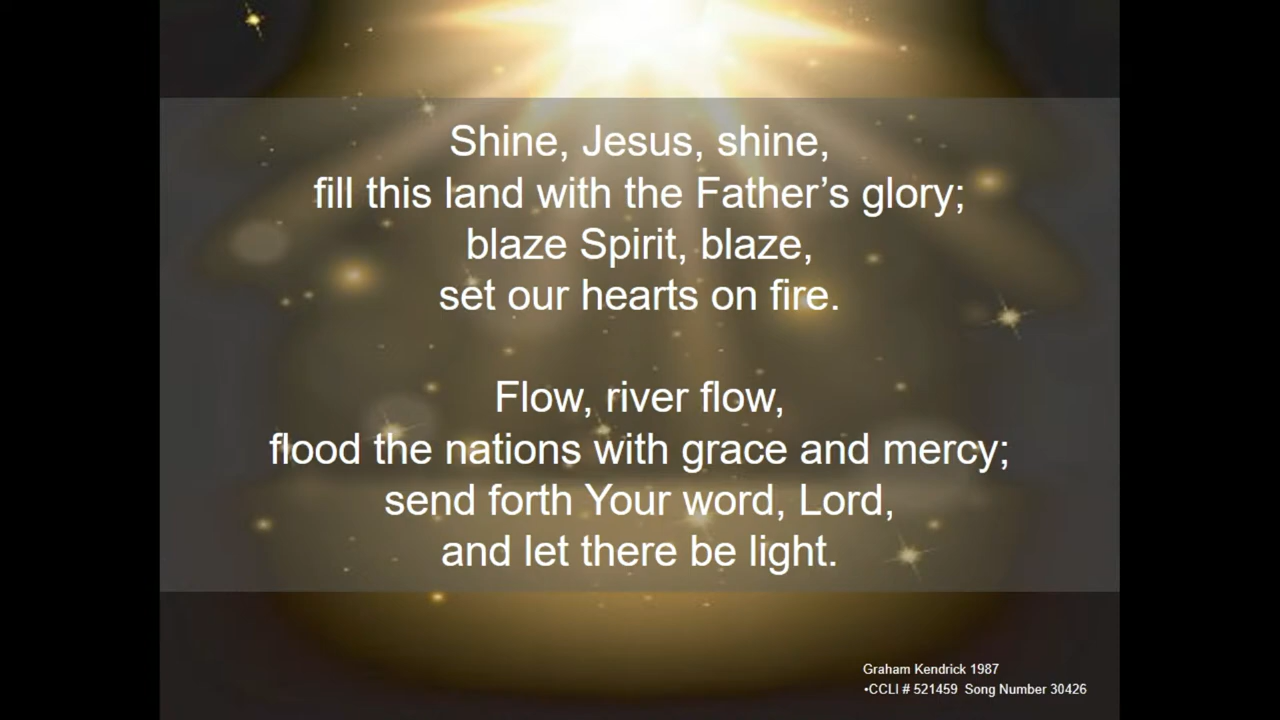 Shine, Jesus, shine,
fill this land with the Father’s glory;
blaze Spirit, blaze,
set our hearts on fire.
Flow, river flow,
flood the nations with grace and mercy;
send forth Your word, Lord,
and let there be light.
Graham Kendrick 1987
•CCLI # 521459 Song Number 30426